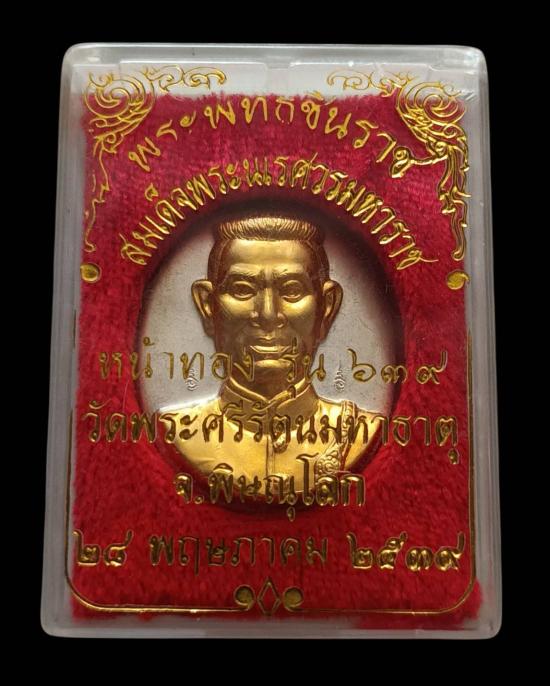 พระพุทธชินราช
สมเด็จพระนเรศวรมหาราช
หน้าทอง รุ่น ๖๓๙
วัดพระศรีรัตนมหาธาตุ
จ.พิษณุโลก
๒๘ พฤษภาคม ๒๕๓๙